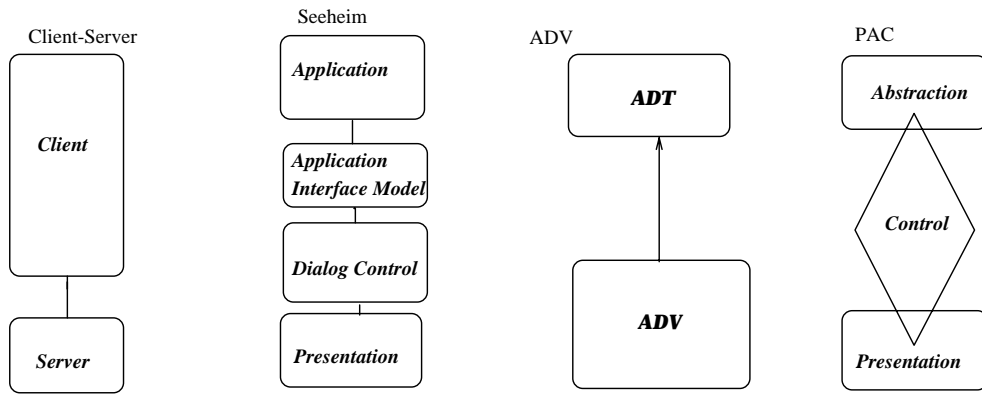 Client-Server
Client
Server
Seeheim
Application
Application
Interface Model
Dialog Control
Presentation
ADV
ADT
ADV
PAC
Abstraction
Control
Presentation